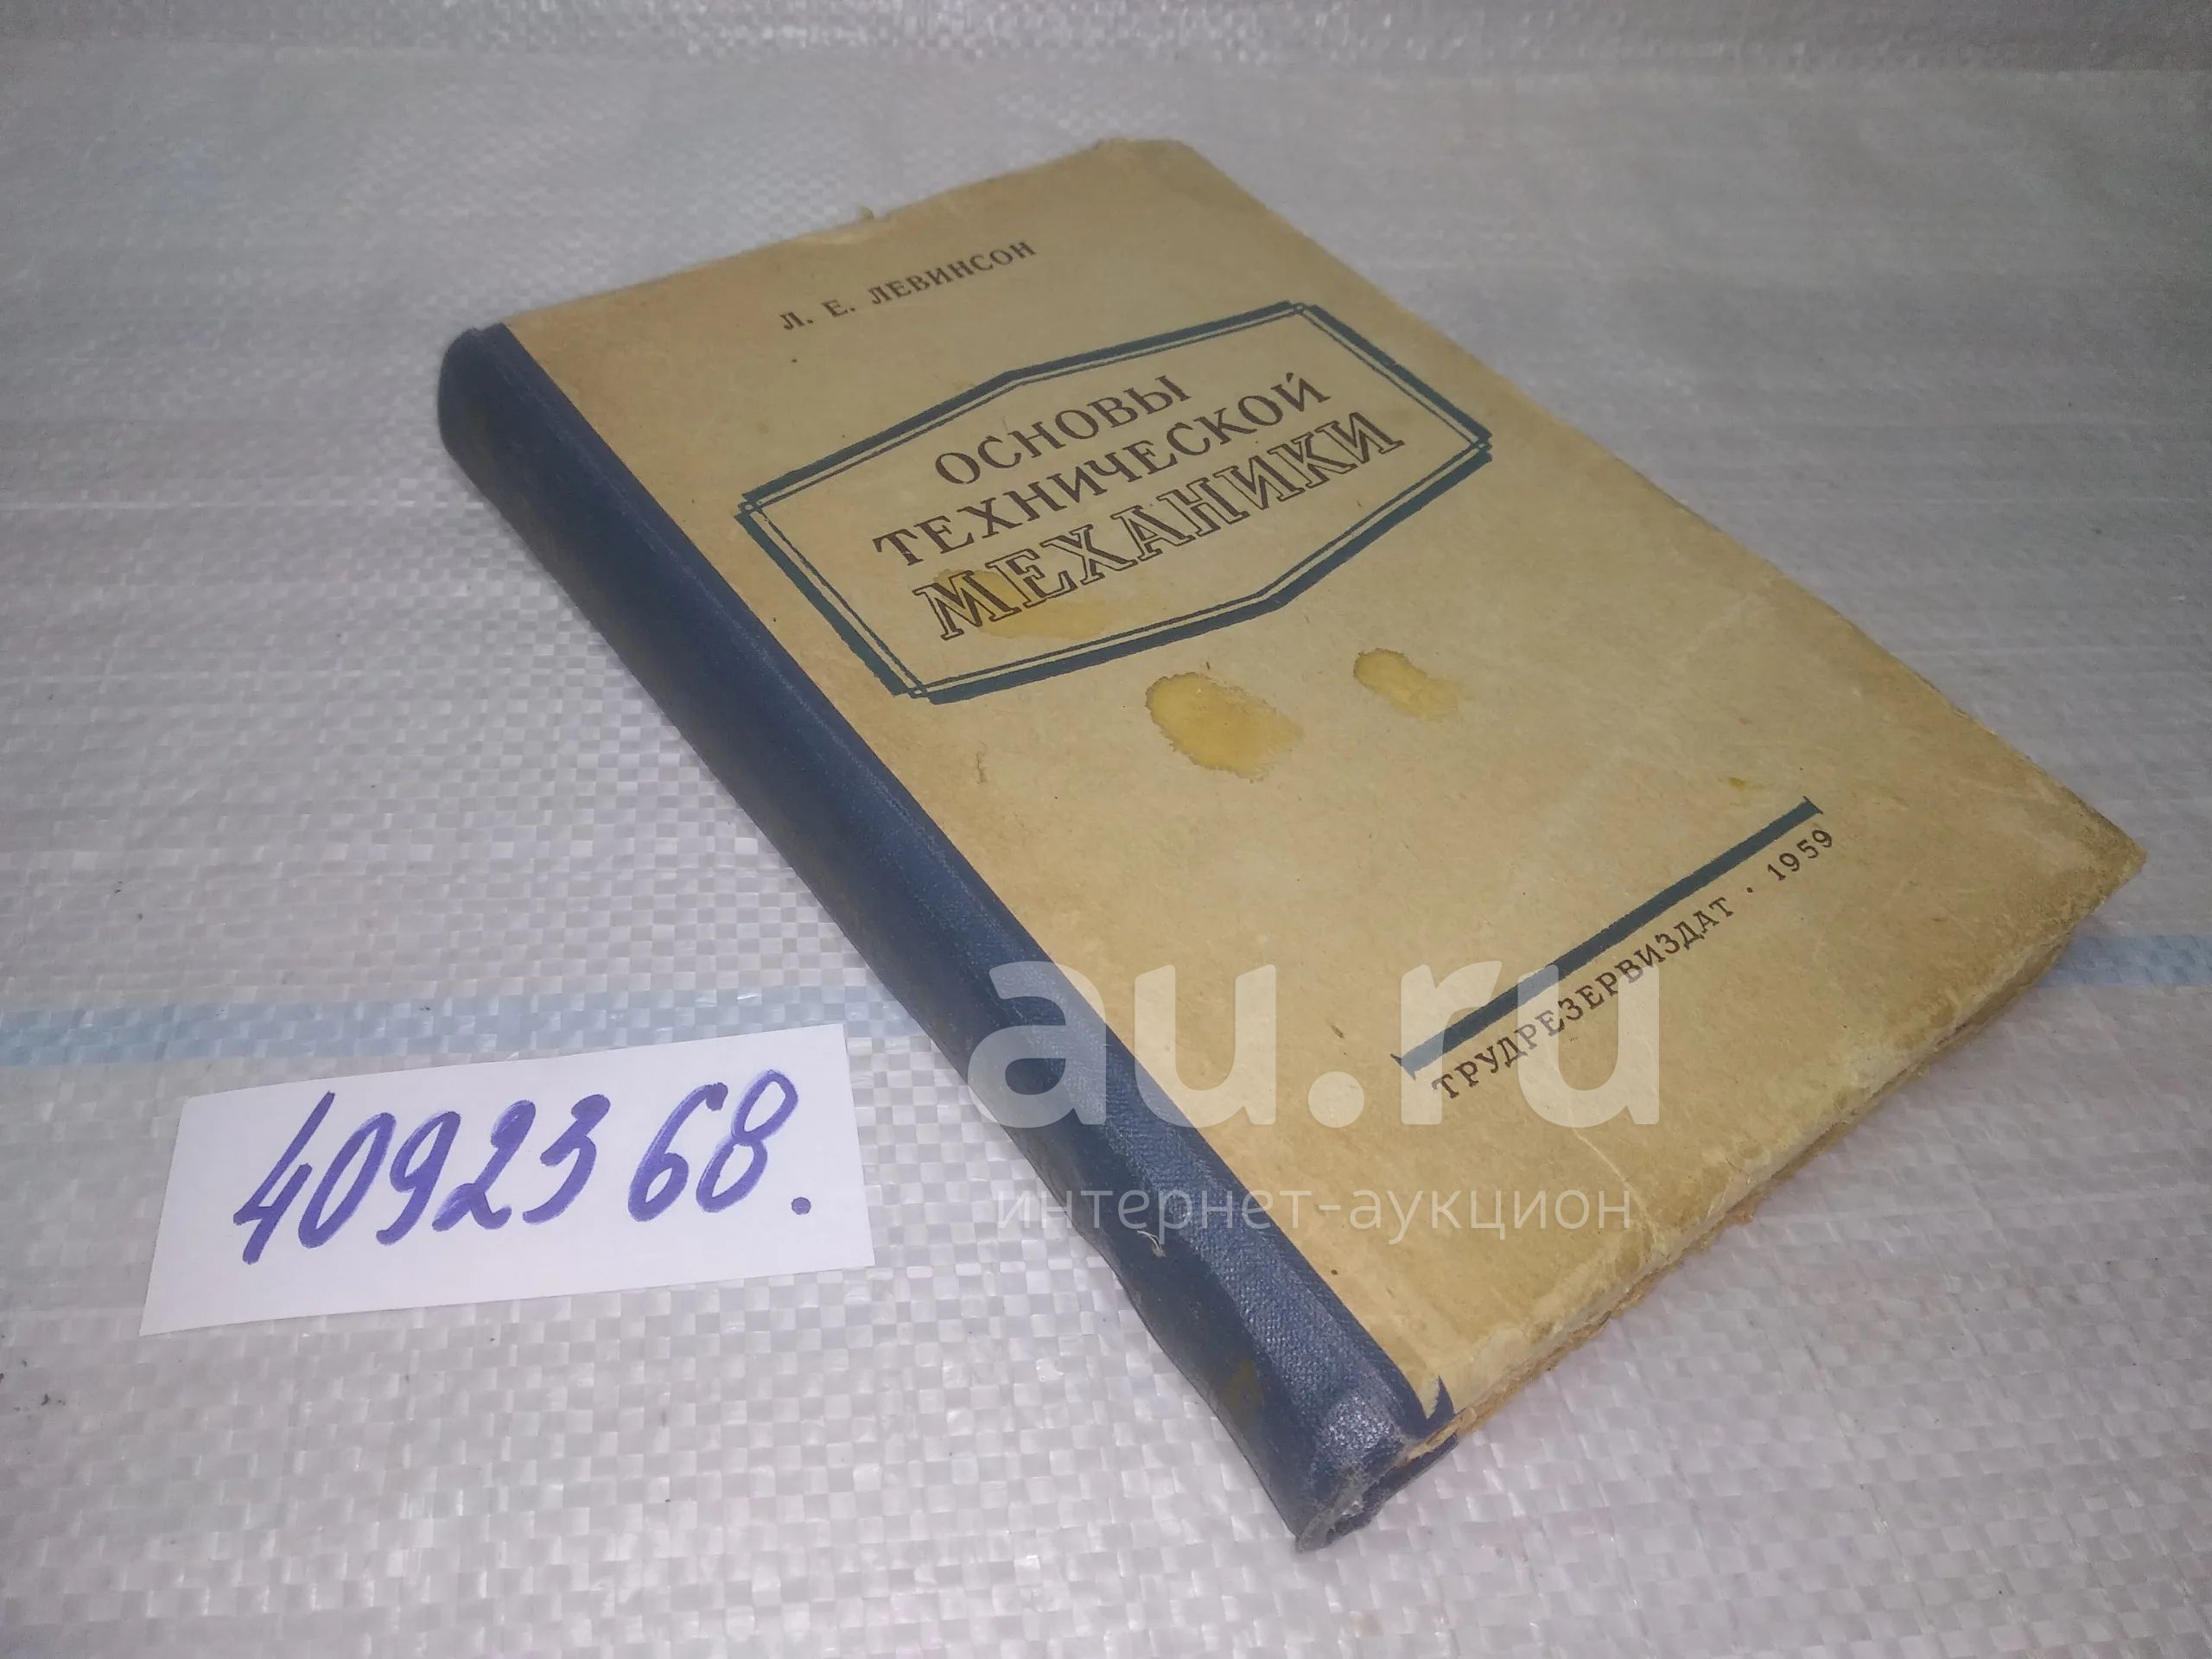 Л. Е. ЛЕВИНСОН
ОСНОВЫ
ТЕХНИЧЕСКОЙ
МЕХАНИКИ
ТРУДРЕЗЕРВИЗДАТ · 1959
4092368.
au.ru
интернет-аукцион